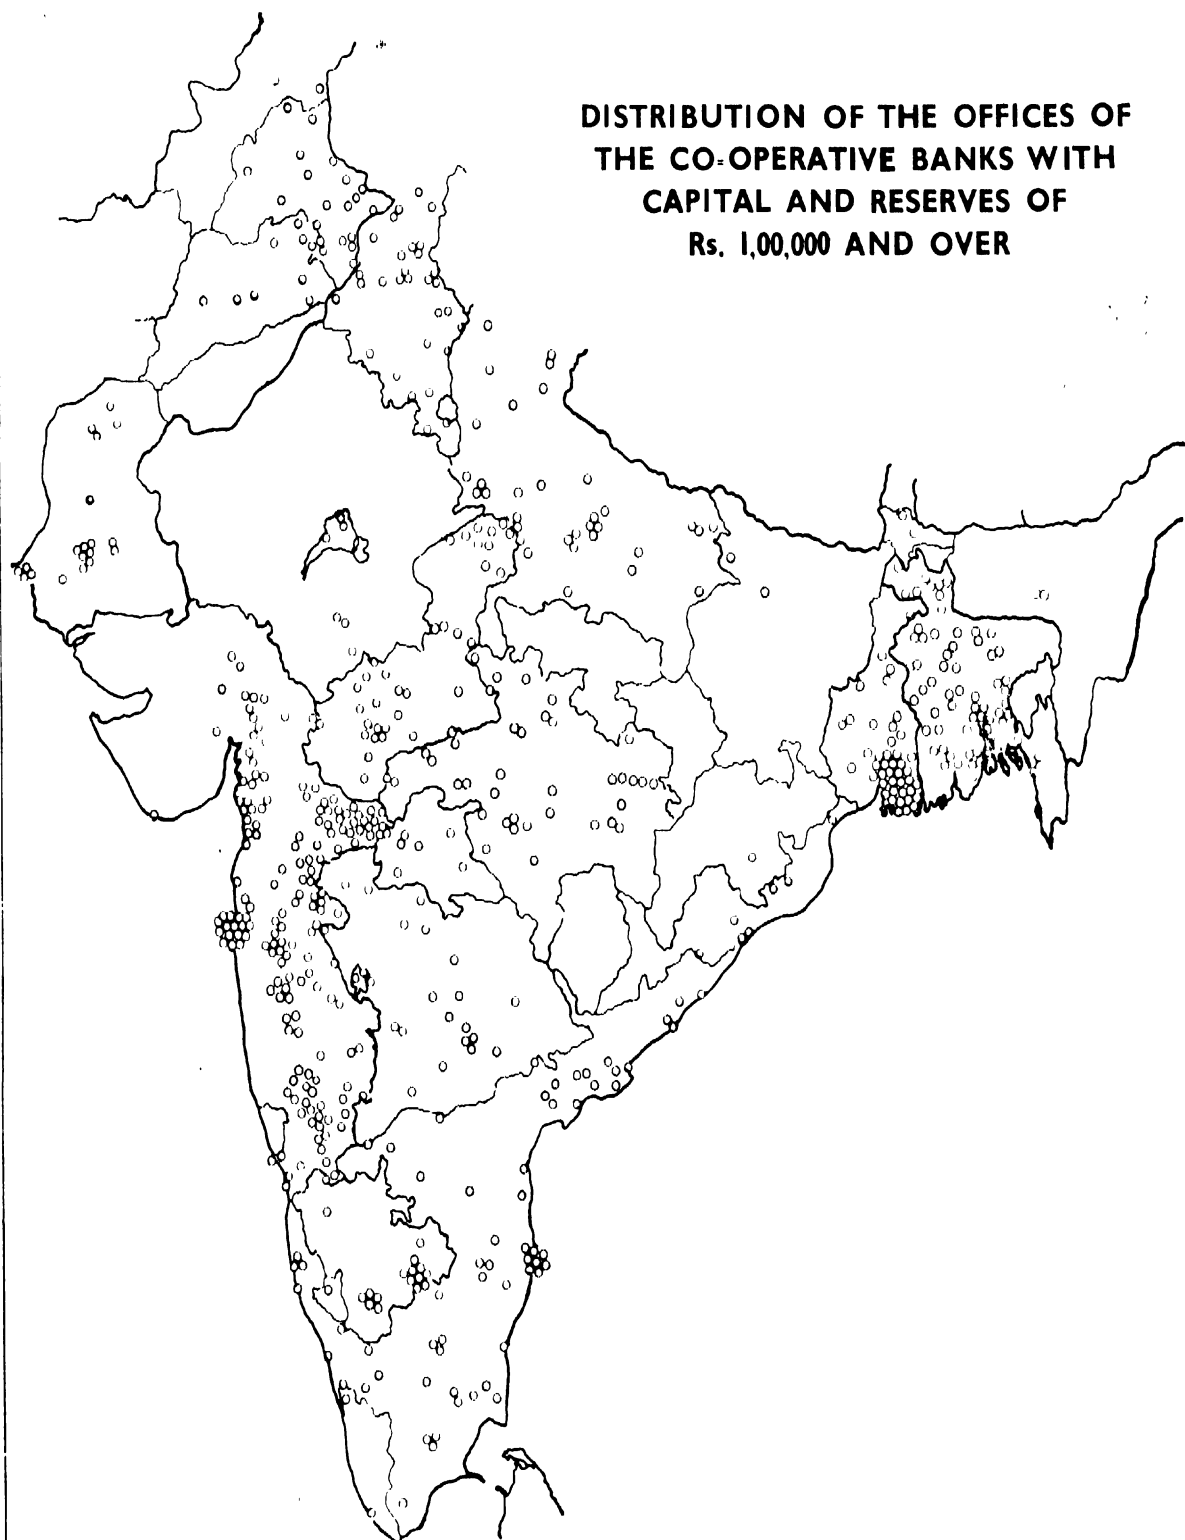 DISTRIBUTION OF THE OFFICES OF
THE CO=OPERATIVE BANKS WITH
CAPITAL AND RESERVES OF
Rs. 1,00,000 AND OVER